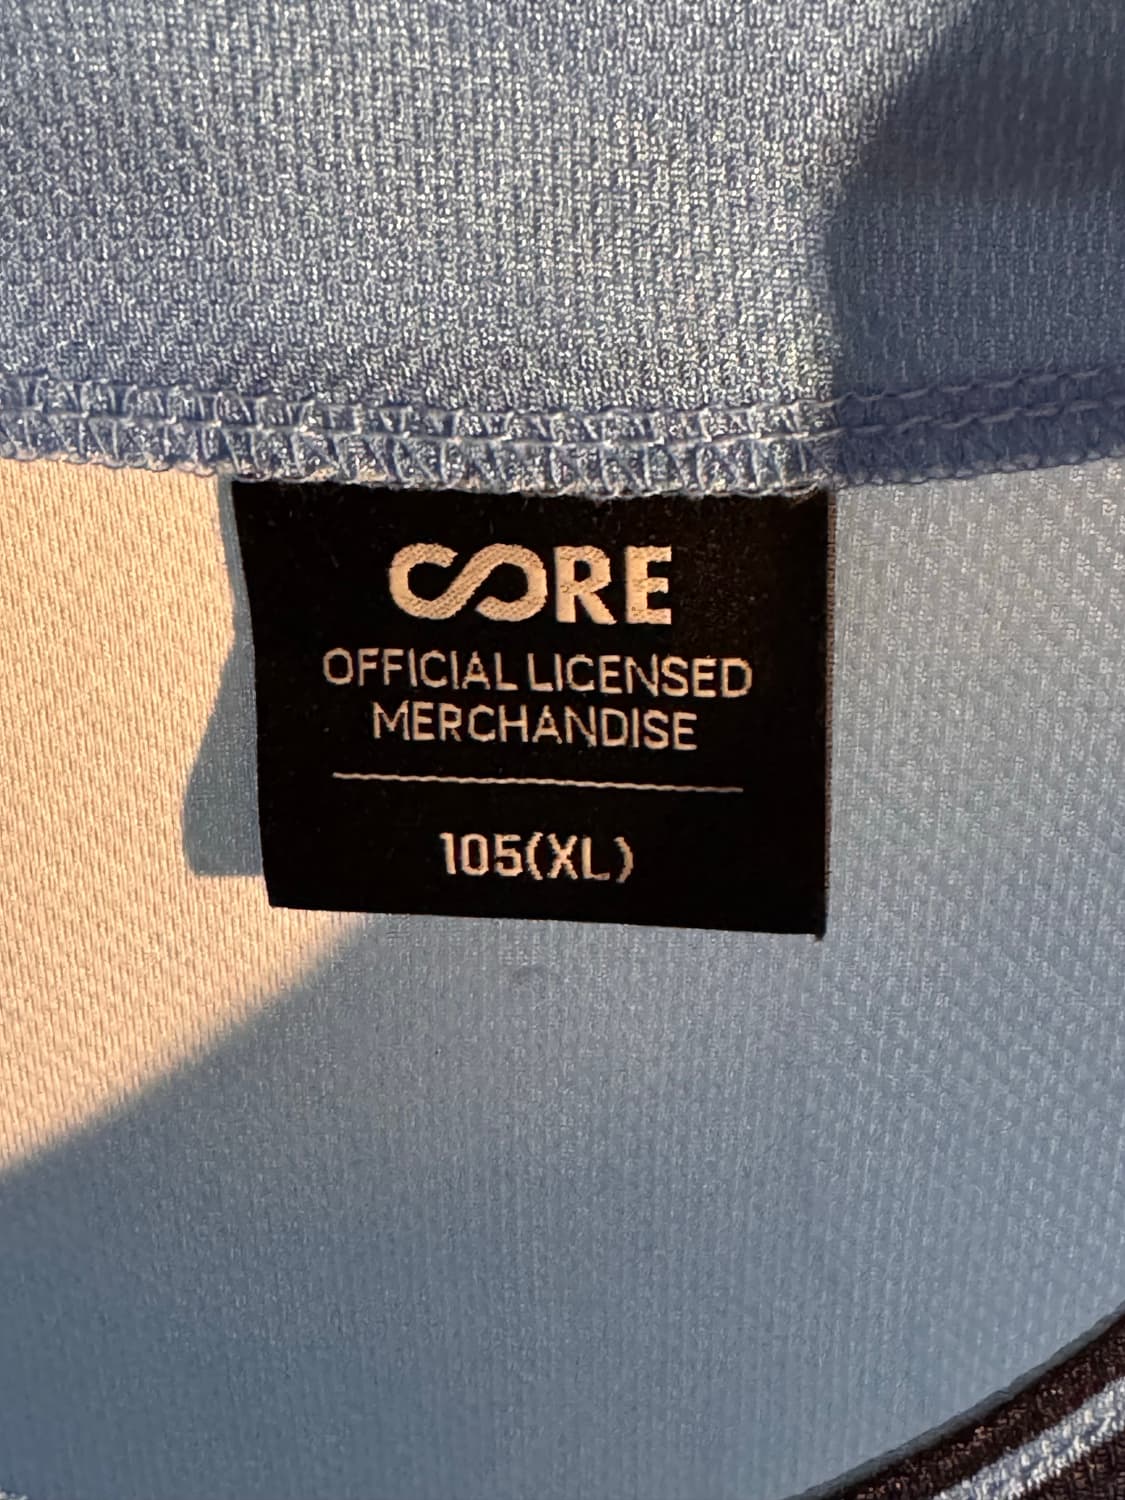 CORE
OFFICIAL LICENSED
MERCHANDISE
105(XL)